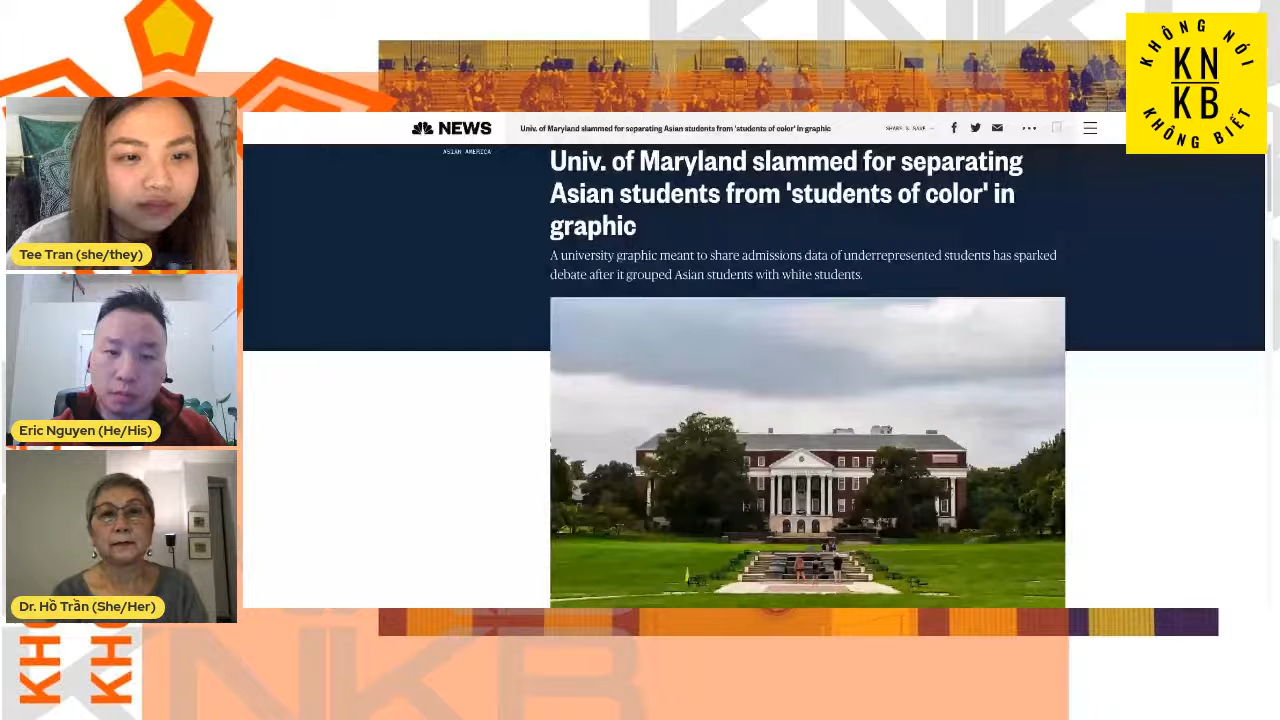 KHÔNG NÓI
KN
KB
KHÔNG BIẾT
NEWS
Univ. of Maryland slammed for separating Asian students from 'students of color' in graphic
SHARE & SAVE —
ASIAN AMERICA
Univ. of Maryland slammed for separating
Asian students from 'students of color' in
graphic
A university graphic meant to share admissions data of underrepresented students has sparked
debate after it grouped Asian students with white students.
Tee Tran (she/they)
Eric Nguyen (He/His)
Dr. Hồ Trần (She/Her)
KNKB